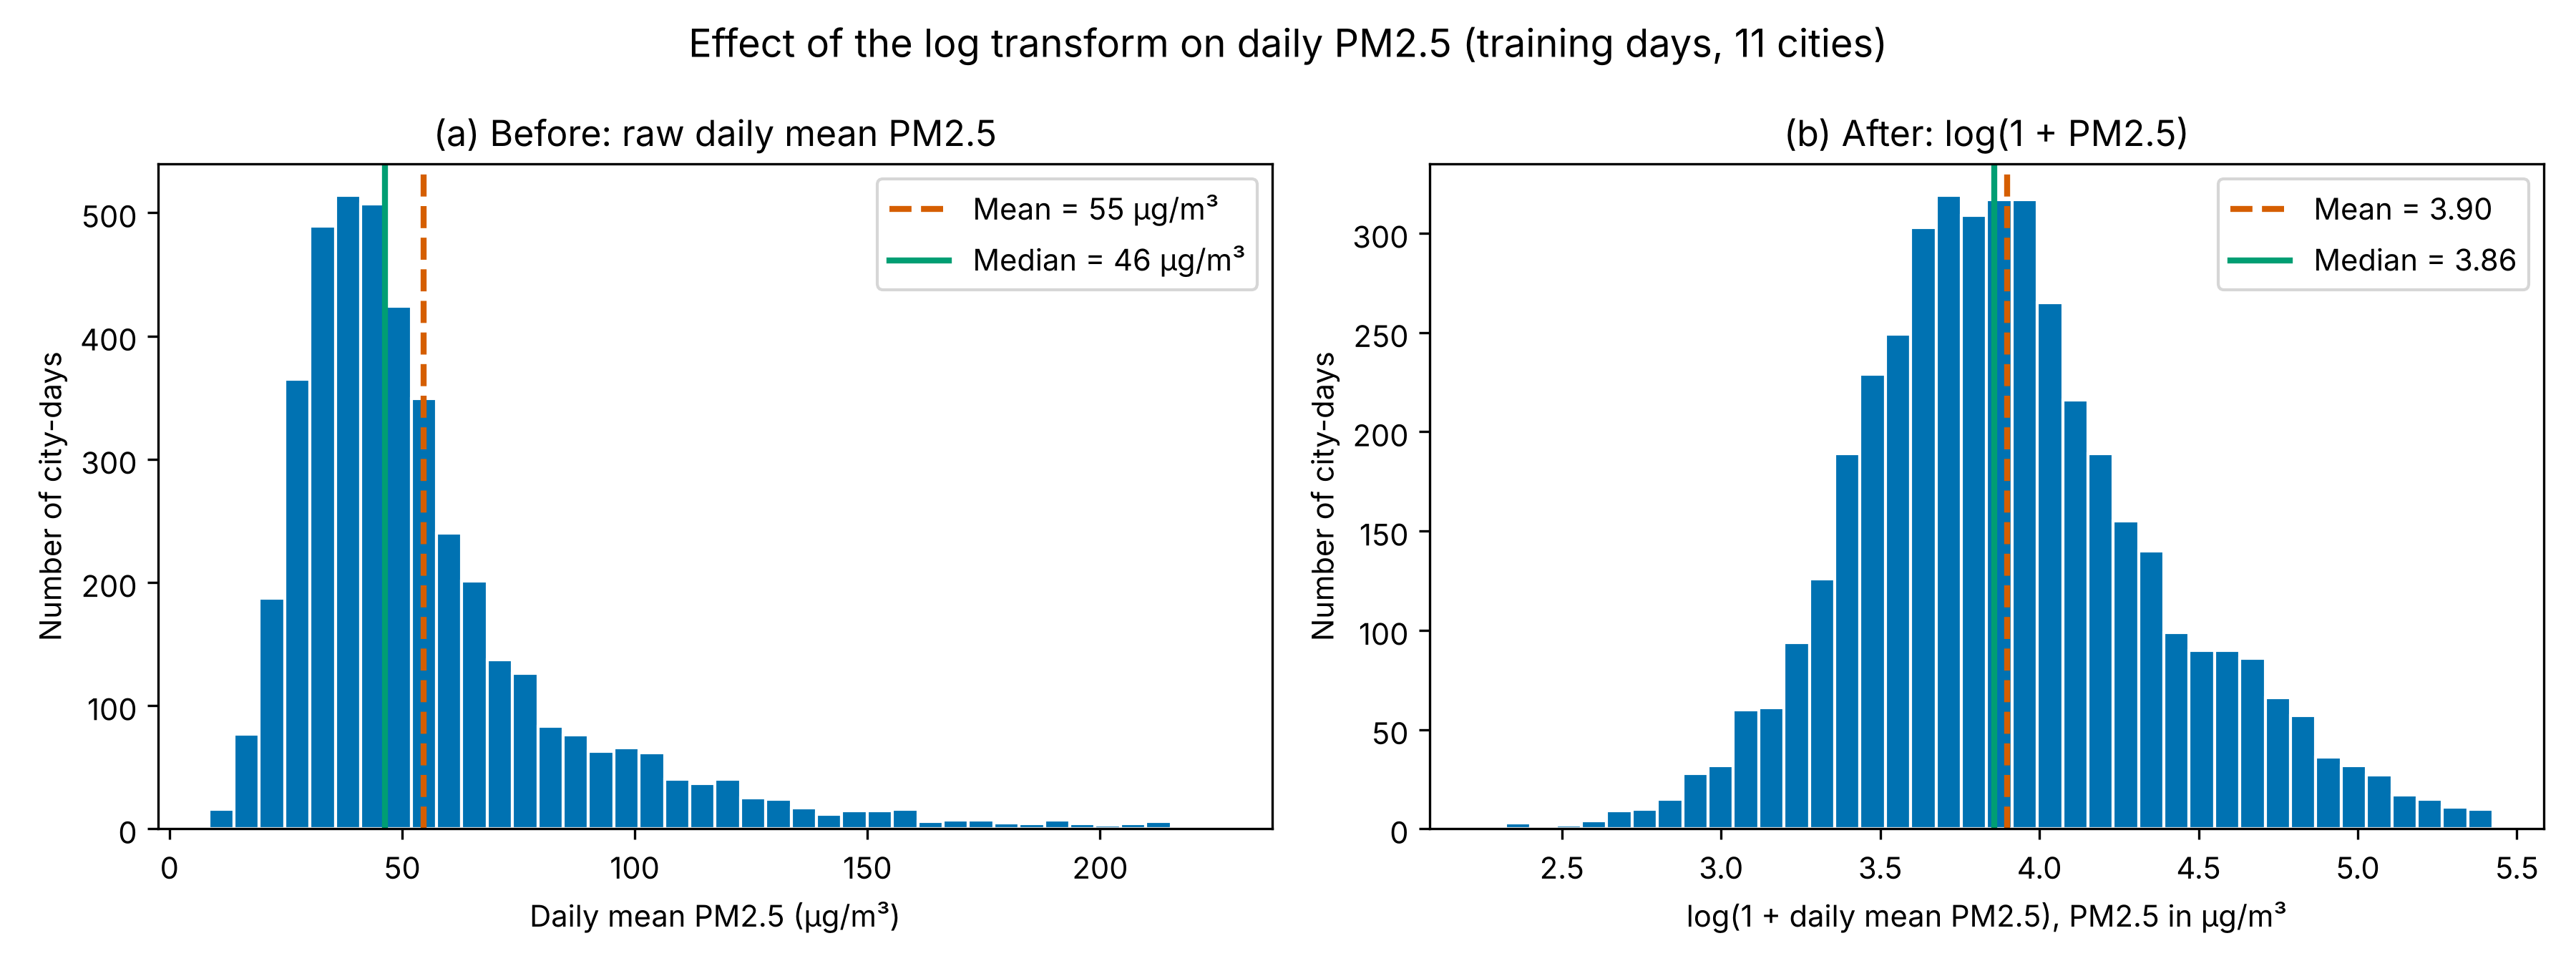 Effect of the log transform on daily PM2.5 (training days, 11 cities)
(a) Before: raw daily mean PM2.5
Number of city-days
500
400
300
200
100
0
0 50 100 150 200
Daily mean PM2.5 (µg/m³)
Mean = 55 µg/m³
Median = 46 µg/m³
(b) After: log(1 + PM2.5)
Number of city-days
300
250
200
150
100
50
0
2.5 3.0 3.5 4.0 4.5 5.0 5.5
log(1 + daily mean PM2.5), PM2.5 in µg/m³
Mean = 3.90
Median = 3.86